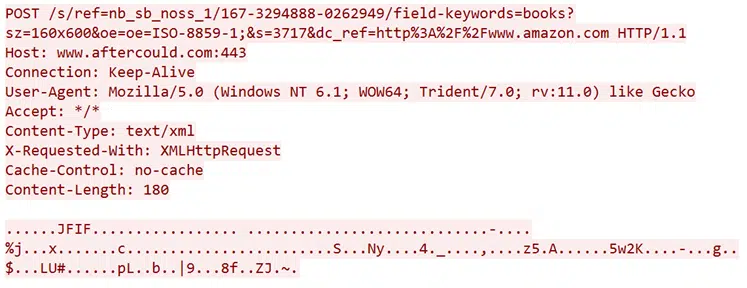 POST /s/ref=nb_sb_noss_1/167-3294888-0262949/field-keywords=books?
sz=160x600&oe=oe=ISO-8859-1;&s=3717&dc_ref=http%3A%2F%2Fwww.amazon.com HTTP/1.1
Host: www.aftercould.com:443
Connection: Keep-Alive
User-Agent: Mozilla/5.0 (Windows NT 6.1; WOW64; Trident/7.0; rv:11.0) like Gecko
Accept: */*
Content-Type: text/xml
X-Requested-With: XMLHttpRequest
Cache-Control: no-cache
Content-Length: 180
......JFIF................. ............................-....
%j...x.......c.........................S...Ny....4._....,....z5.A......5w2K....-...g..
$...LU#......pL..b..|9...8f..ZJ.~.